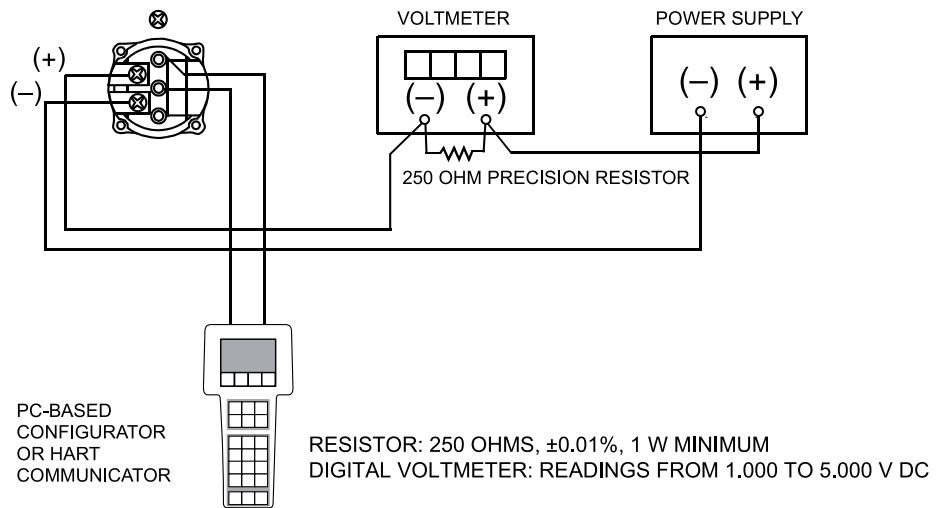 VOLTMETER
POWER SUPPLY
(+)
(–)
(–) (+)
(–) (+)
250 OHM PRECISION RESISTOR
PC-BASED
CONFIGURATOR
OR HART
COMMUNICATOR
RESISTOR: 250 OHMS, ±0.01%, 1 W MINIMUM
DIGITAL VOLTMETER: READINGS FROM 1.000 TO 5.000 V DC